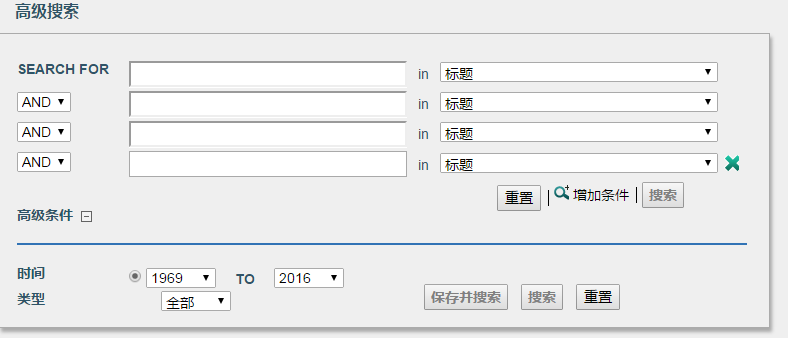 高级搜索
SEARCH FOR in 标题
AND in 标题
AND in 标题
AND in 标题
重置 | 增加条件 | 搜索
高级条件
时间 1969 TO 2016
类型 全部 保存并搜索 搜索 重置